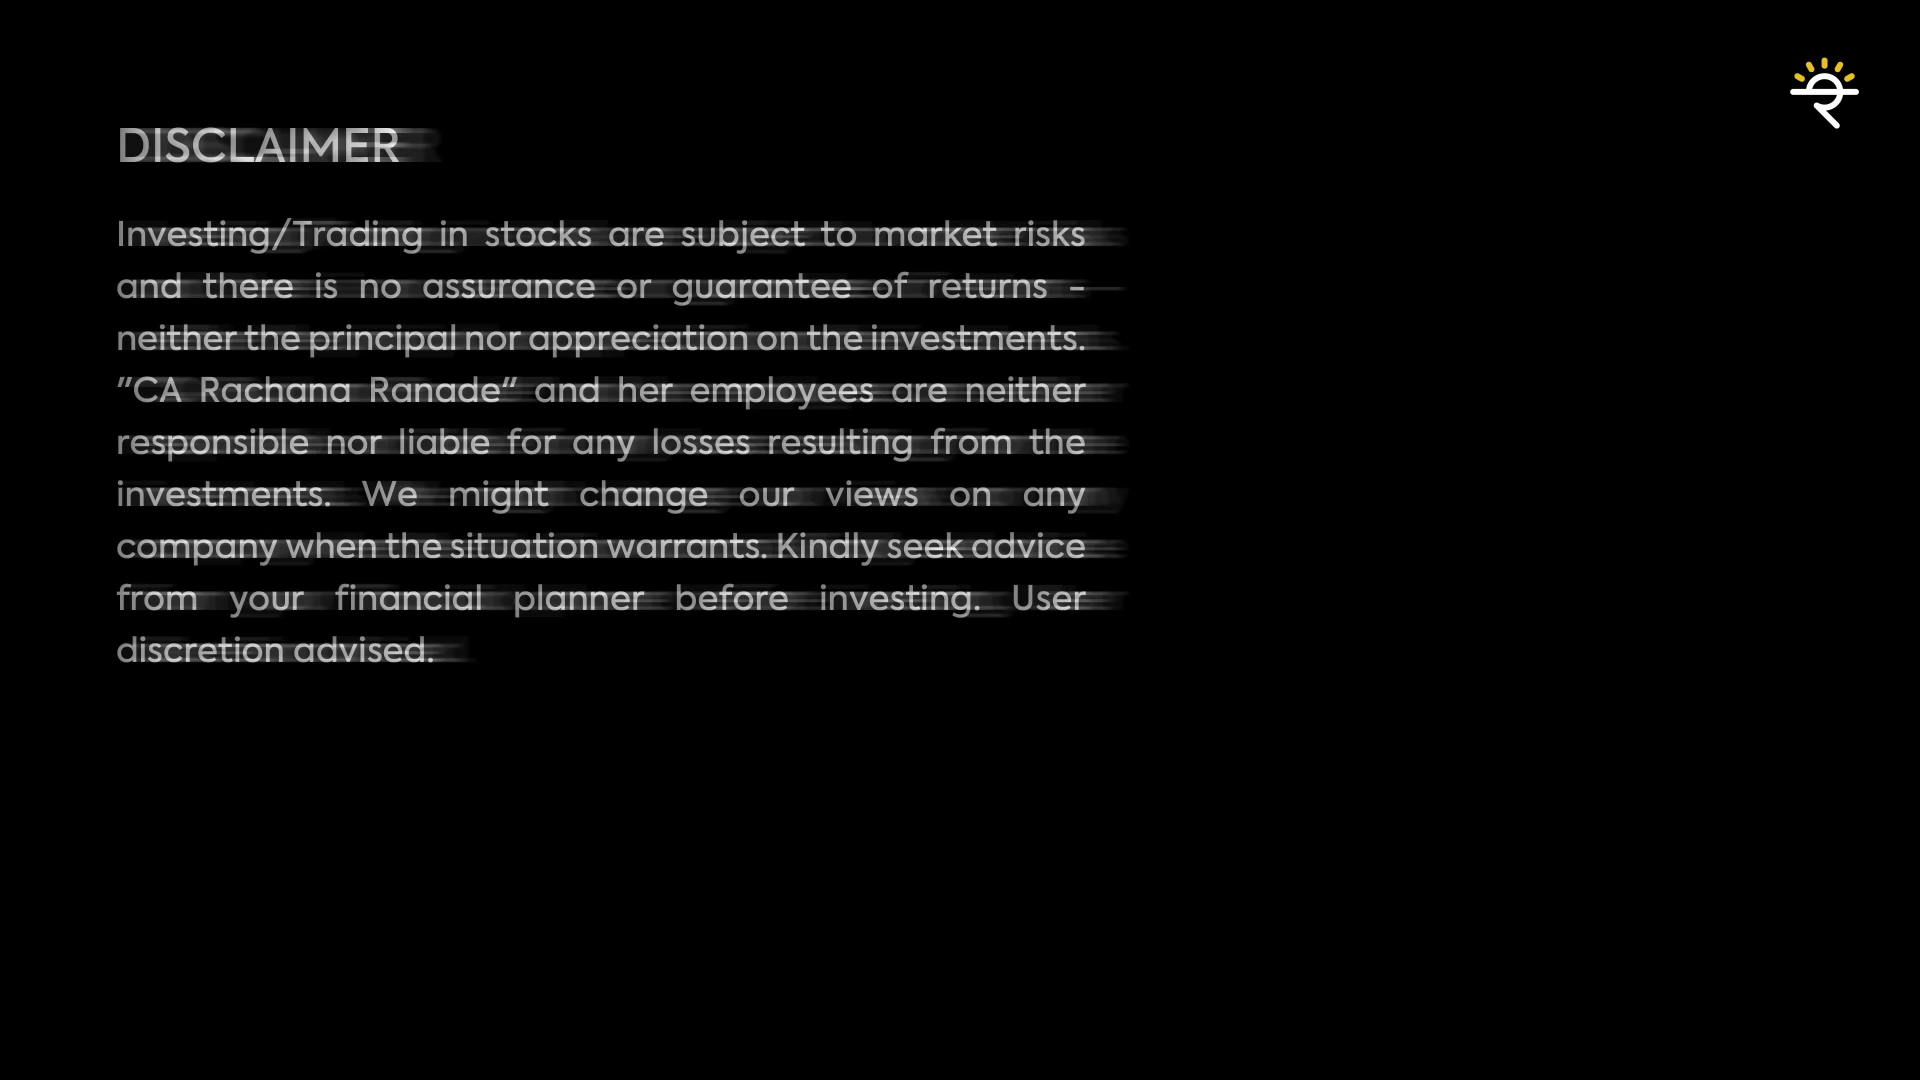 DISCLAIMER
Investing/Trading in stocks are subject to market risks
and there is no assurance or guarantee of returns -
neither the principal nor appreciation on the investments.
"CA Rachana Ranade" and her employees are neither
responsible nor liable for any losses resulting from the
investments. We might change our views on any
company when the situation warrants. Kindly seek advice
from your financial planner before investing. User
discretion advised.